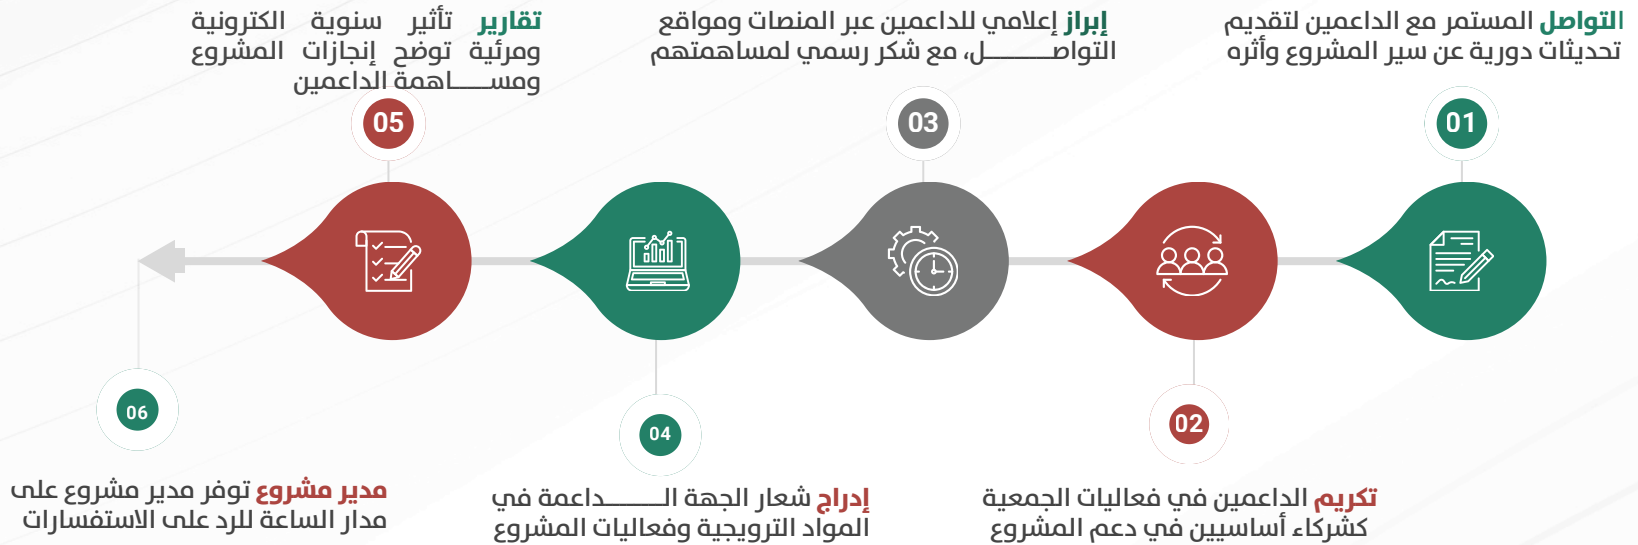 التواصل المستمر مع الداعمين لتقديم
تحديثات دورية عن سير المشروع وأثره
01
02
تكريم الداعمين في فعاليات الجمعية
كشركاء أساسيين في دعم المشروع
إبراز إعلامي للداعمين عبر المنصات ومواقع
التواصـــــــــل، مع شكر رسمي لمساهمتهم
03
04
إدراج شعار الجهة الـــــــــداعمة في
المواد الترويجية وفعاليات المشروع
تقارير تأثير سنوية الكترونية
ومرئية توضح إنجازات المشروع
ومســـــاهمة الداعمين
05
06
مدير مشروع توفر مدير مشروع على
مدار الساعة للرد على الاستفسارات